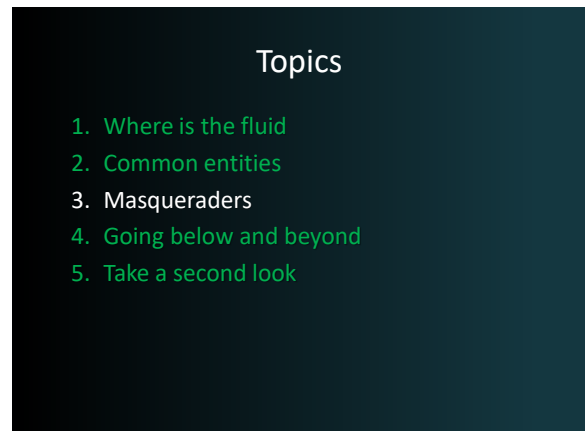 Topics
1. Where is the fluid
2. Common entities
3. Masqueraders
4. Going below and beyond
5. Take a second look